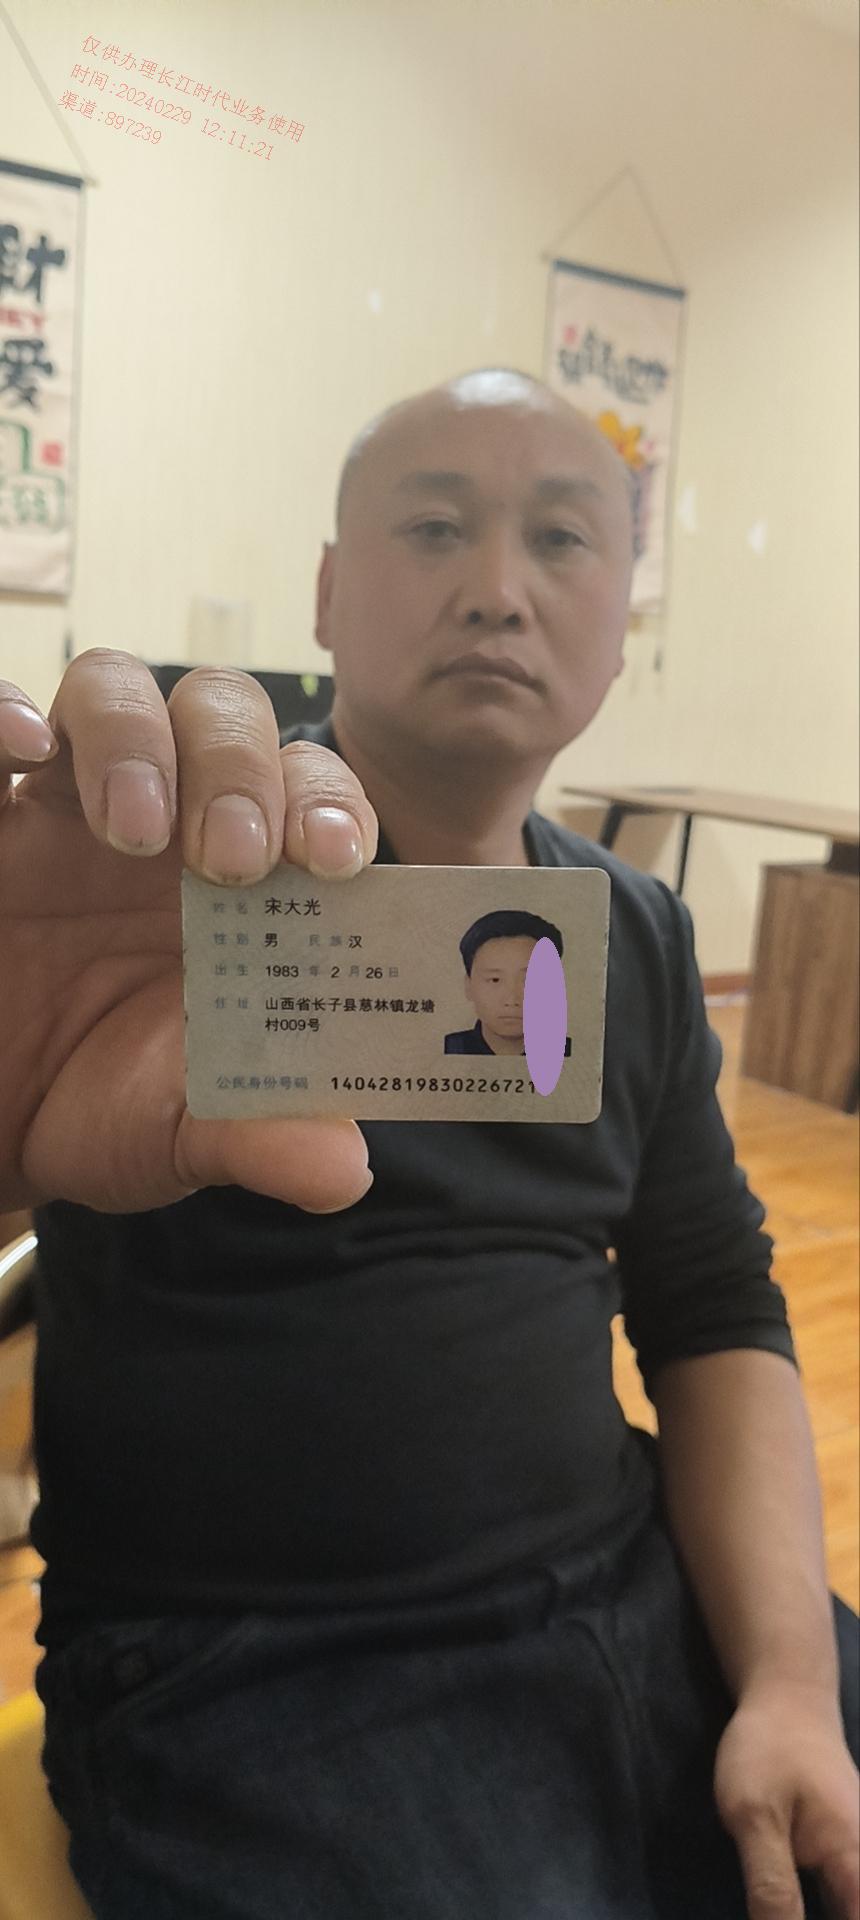 仅供办理长江时代业务使用
时间:20240229 12:11:21
渠道:897239
财
爱
姓名 宋大光
性别 男 民族 汉
出生 1983 年 2 月 26 日
住址 山西省长子县慈林镇龙塘
村009号
公民身份号码 1404281983022672